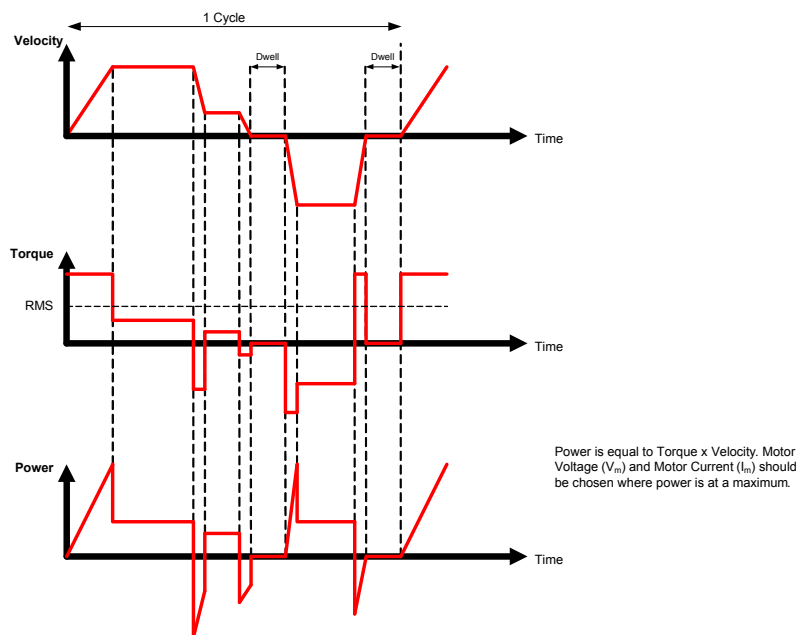 1 Cycle
Velocity
Dwell
Dwell
Time
Torque
RMS
Time
Power is equal to Torque x Velocity. Motor
Voltage (Vm) and Motor Current (Im) should
be chosen where power is at a maximum.
Power
Time